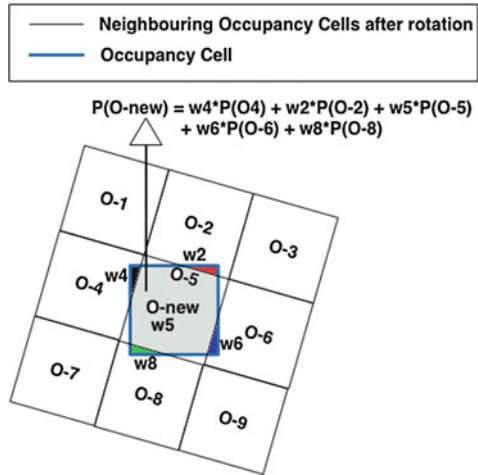 Neighbouring Occupancy Cells after rotation
Occupancy Cell
P(O-new) = w4*P(O4) + w2*P(O-2) + w5*P(O-5)
+ w6*P(O-6) + w8*P(O-8)
O-1
O-2
O-3
w2
w4
O-5
O-4
O-new
w5
O-6
w6
w8
O-7
O-8
O-9